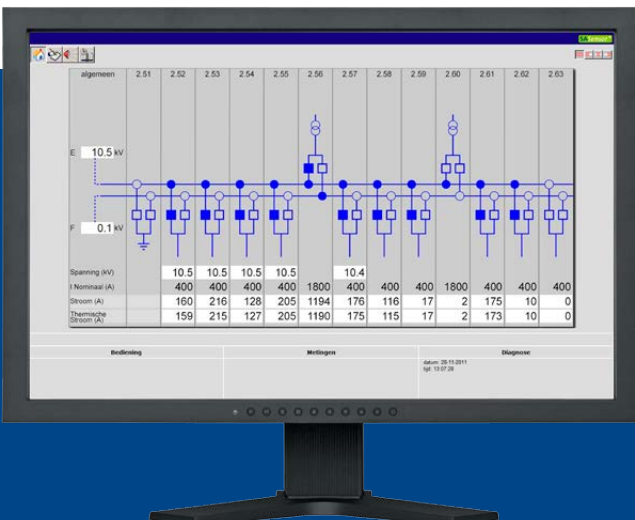 SASensor
algemeen 2.51 2.52 2.53 2.54 2.55 2.56 2.57 2.58 2.59 2.60 2.61 2.62 2.63
E 10.5 kV
F 0.1 kV
Spanning (kV) 10.5 10.5 10.5 10.5 10.4
I Nominaal (A) 400 400 400 400 1800 400 400 400 1800 400 400 400
Stroom (A) 160 216 128 205 1194 176 116 17 2 175 10 0
Thermische
Stroom (A) 159 215 127 205 1190 175 115 17 2 173 10 0
Bediening Metingen Diagnose
datum: 29-11-2011
tijd: 13:07:28